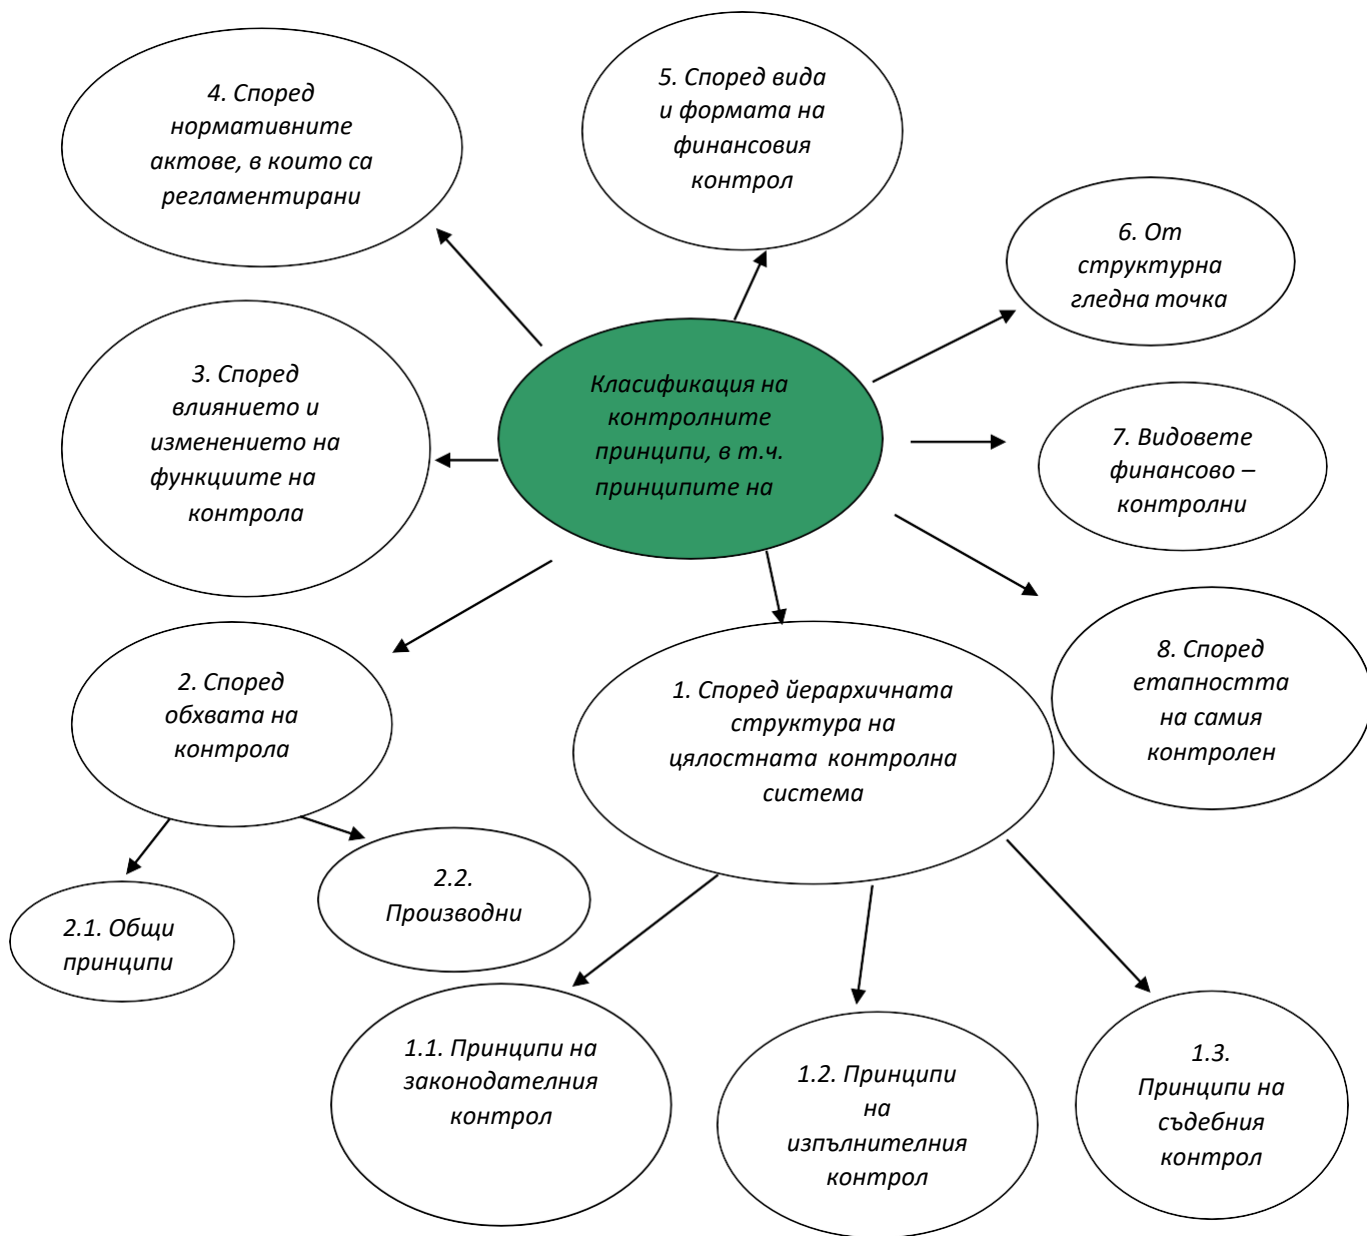 4. Според
нормативните
актове, в които са
регламентирани
5. Според вида
и формата на
финансовия
контрол
6. От
структурна
гледна точка
3. Според
влиянието и
изменението на
функциите на
контрола
Класификация на
контролните
принципи, в т.ч.
принципите на
7. Видовете
финансово –
контролни
2. Според
обхвата на
контрола
1. Според йерархичната
структура на
цялостната контролна
система
8. Според
етапността
на самия
контролен
2.1. Общи
принципи
2.2.
Производни
1.1. Принципи на
законодателния
контрол
1.2. Принципи
на
изпълнителния
контрол
1.3.
Принципи на
съдебния
контрол